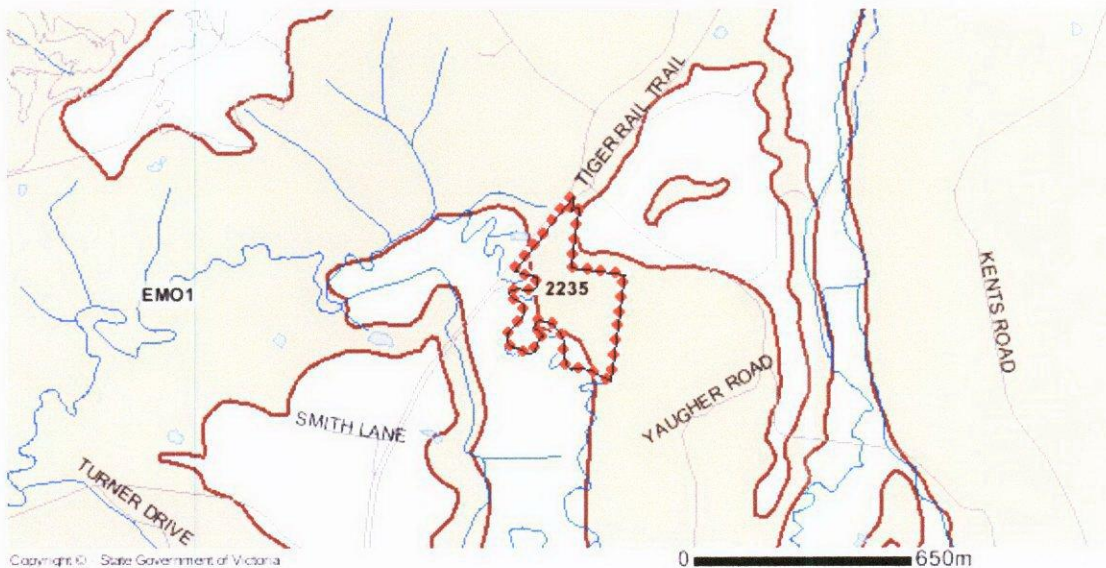 TIGER RAIL TRAIL
EMO1
2235
KENTS ROAD
YAUGHER ROAD
SMITH LANE
TURNER DRIVE
Copyright © State Government of Victoria
0 650m